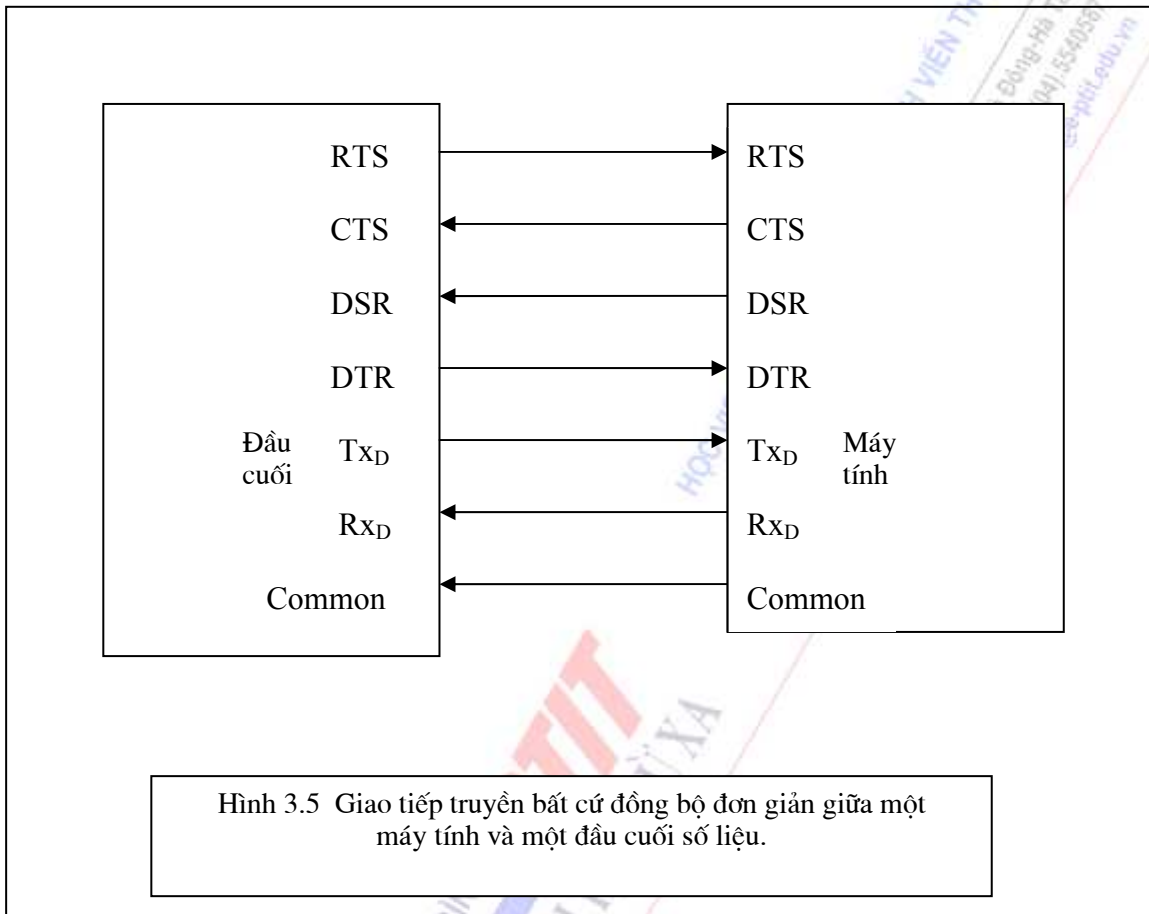 RTS RTS
CTS CTS
DSR DSR
DTR DTR
Đầu cuối TxD TxD Máy tính
RxD RxD
Common Common
Hình 3.5 Giao tiếp truyền bất cứ đồng bộ đơn giản giữa một
máy tính và một đầu cuối số liệu.